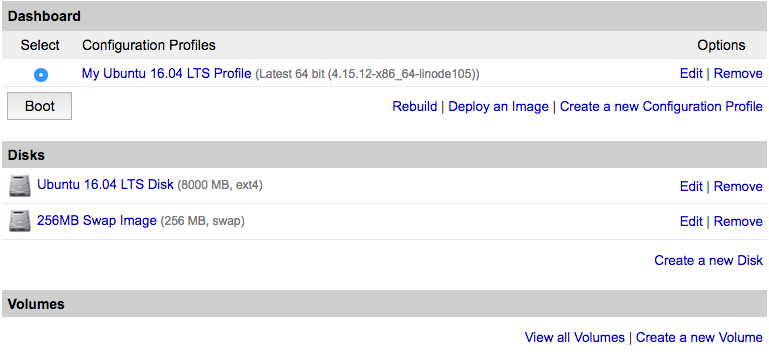 Dashboard
Select Configuration Profiles Options
My Ubuntu 16.04 LTS Profile (Latest 64 bit (4.15.12-x86_64-linode105)) Edit | Remove
Boot Rebuild | Deploy an Image | Create a new Configuration Profile
Disks
Ubuntu 16.04 LTS Disk (8000 MB, ext4) Edit | Remove
256MB Swap Image (256 MB, swap) Edit | Remove
Create a new Disk
Volumes
View all Volumes | Create a new Volume